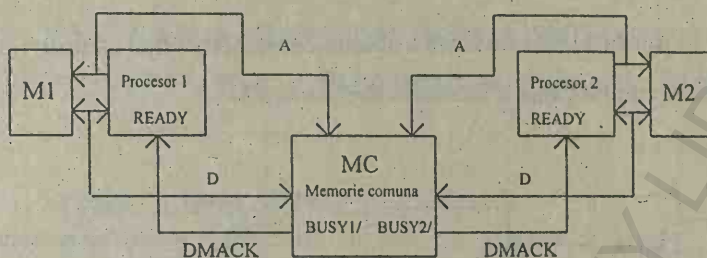 A
A
M1
Procesor 1
READY
Procesor 2
READY
M2
MC
Memorie comuna
D
D
BUSY1/
BUSY2/
DMACK
DMACK